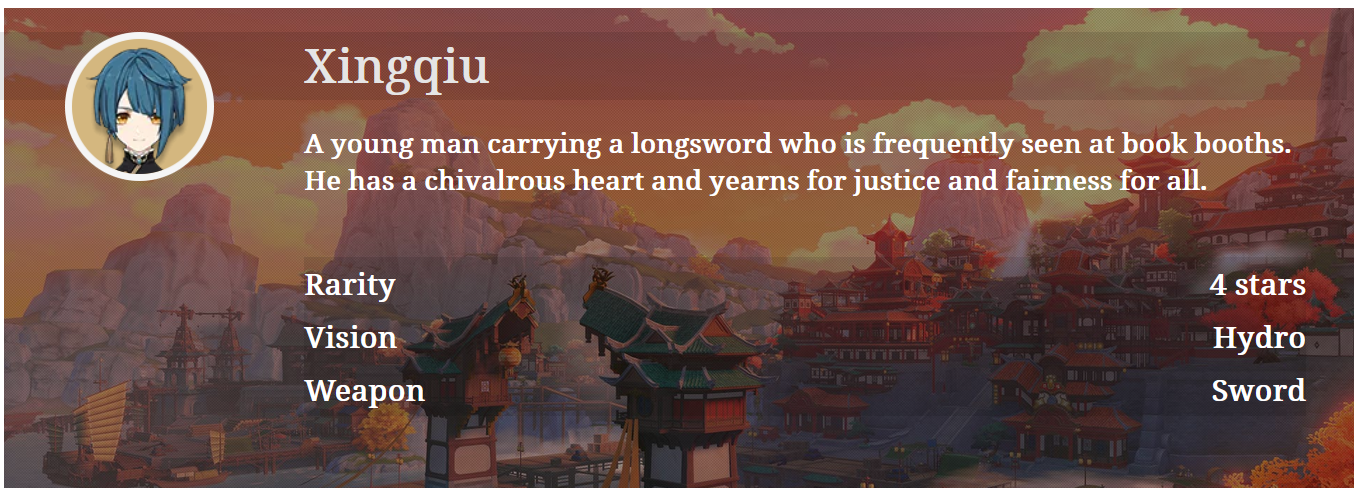 Xingqiu
A young man carrying a longsword who is frequently seen at book booths.
He has a chivalrous heart and yearns for justice and fairness for all.
Rarity 4 stars
Vision Hydro
Weapon Sword